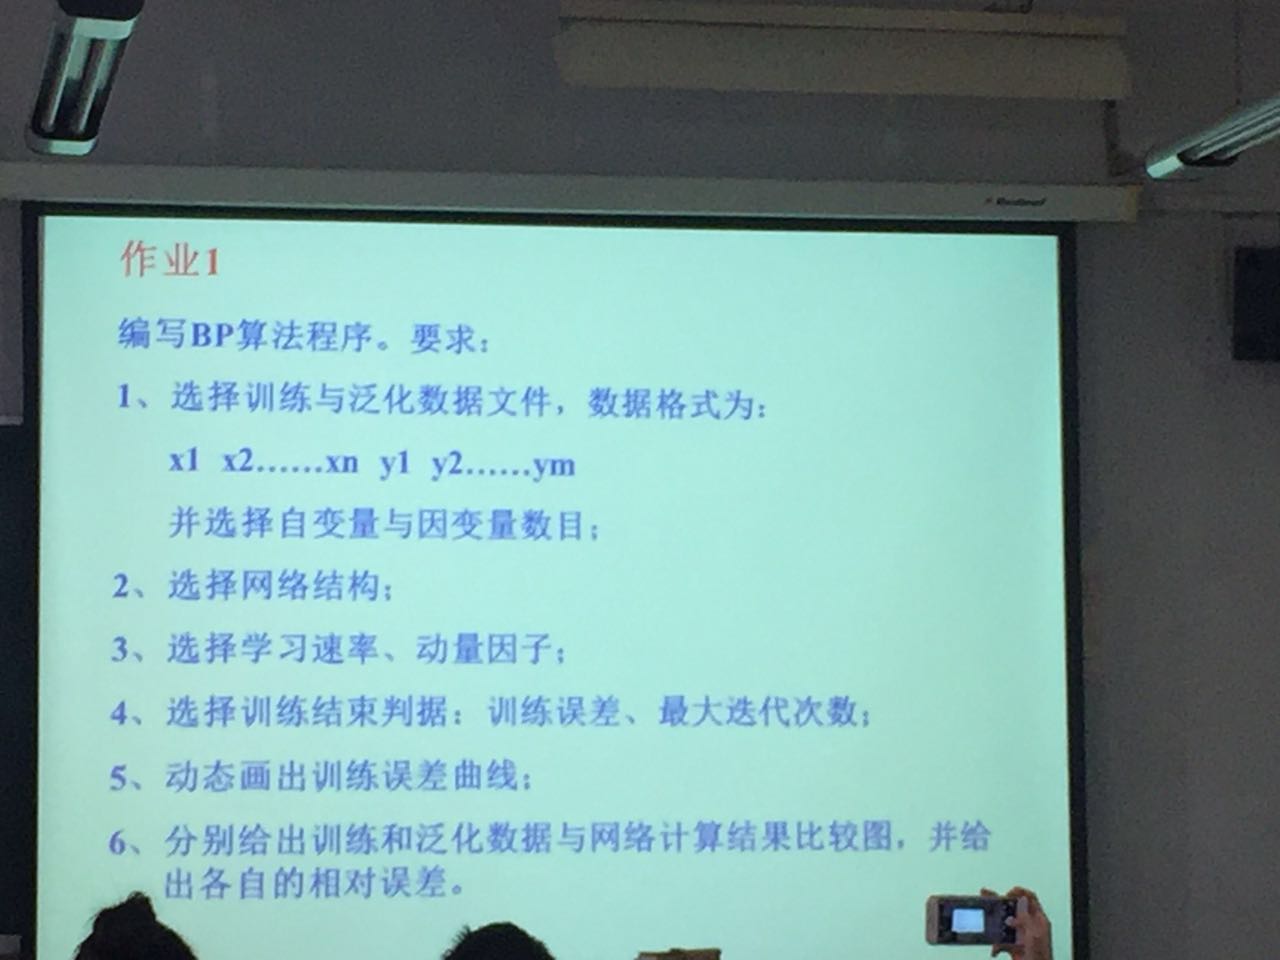 作业1
编写BP算法程序。要求：
1、选择训练与泛化数据文件，数据格式为：
x1 x2……xn y1 y2……ym
并选择自变量与因变量数目；
2、选择网络结构；
3、选择学习速率、动量因子；
4、选择训练结束判据：训练误差、最大迭代次数；
5、动态画出训练误差曲线；
6、分别给出训练和泛化数据与网络计算结果比较图，并给
出各自的相对误差。